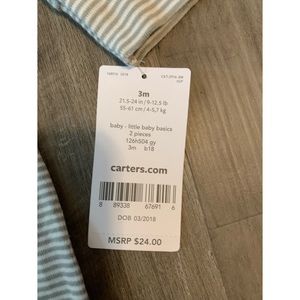 3m
21.5-24 in / 9-12.5 lb
55-61 cm / 4-5,7 kg
baby - little baby basics
2 pieces
126h504 gy
3m b18
carters.com
8 89338 67691 6
DOB 03/2018
MSRP $24.00